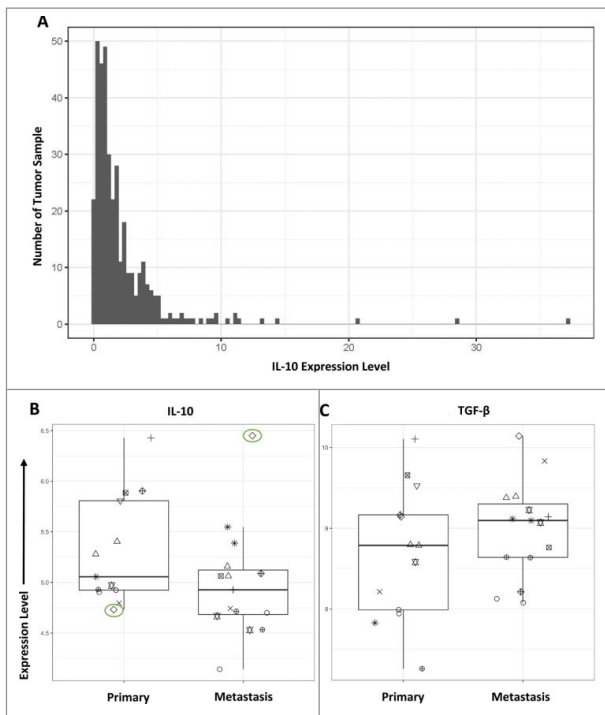 A
50
40
30
20
10
0
Number of Tumor Sample
0 10 20 30
IL-10 Expression Level
B IL-10
6.5
6.0
5.5
5.0
4.5
Expression Level
Primary Metastasis
C TGF-β
10
9
8
Primary Metastasis